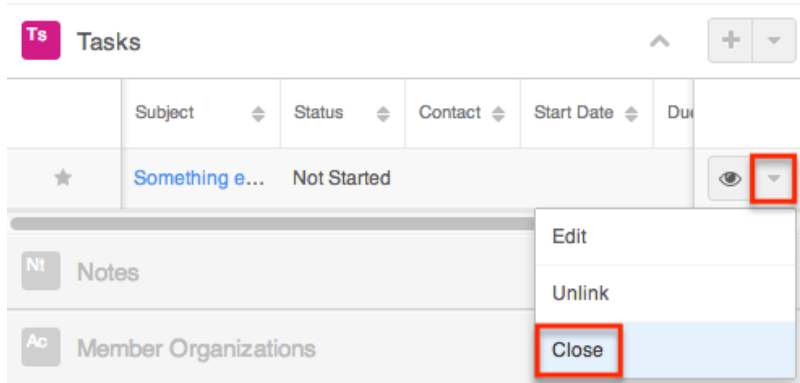 Ts Tasks
Subject Status Contact Start Date Du
Something e... Not Started
Edit
Nt Notes
Unlink
Ac Member Organizations
Close